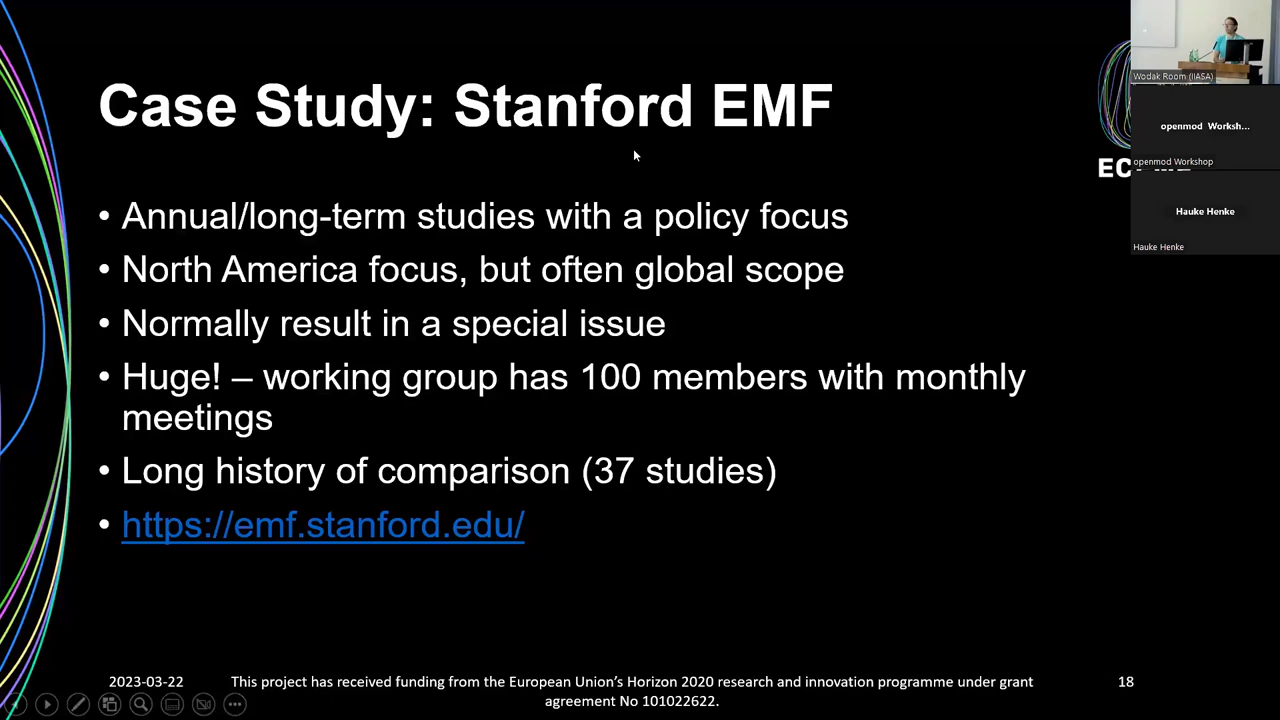 Case Study: Stanford EMF
• Annual/long-term studies with a policy focus
• North America focus, but often global scope
• Normally result in a special issue
• Huge! – working group has 100 members with monthly
meetings
• Long history of comparison (37 studies)
• https://emf.stanford.edu/
Wodak Room (IIASA)
openmod Worksh...
openmod Workshop
Hauke Henke
Hauke Henke
2023-03-22
This project has received funding from the European Union’s Horizon 2020 research and innovation programme under grant
agreement No 101022622.
18